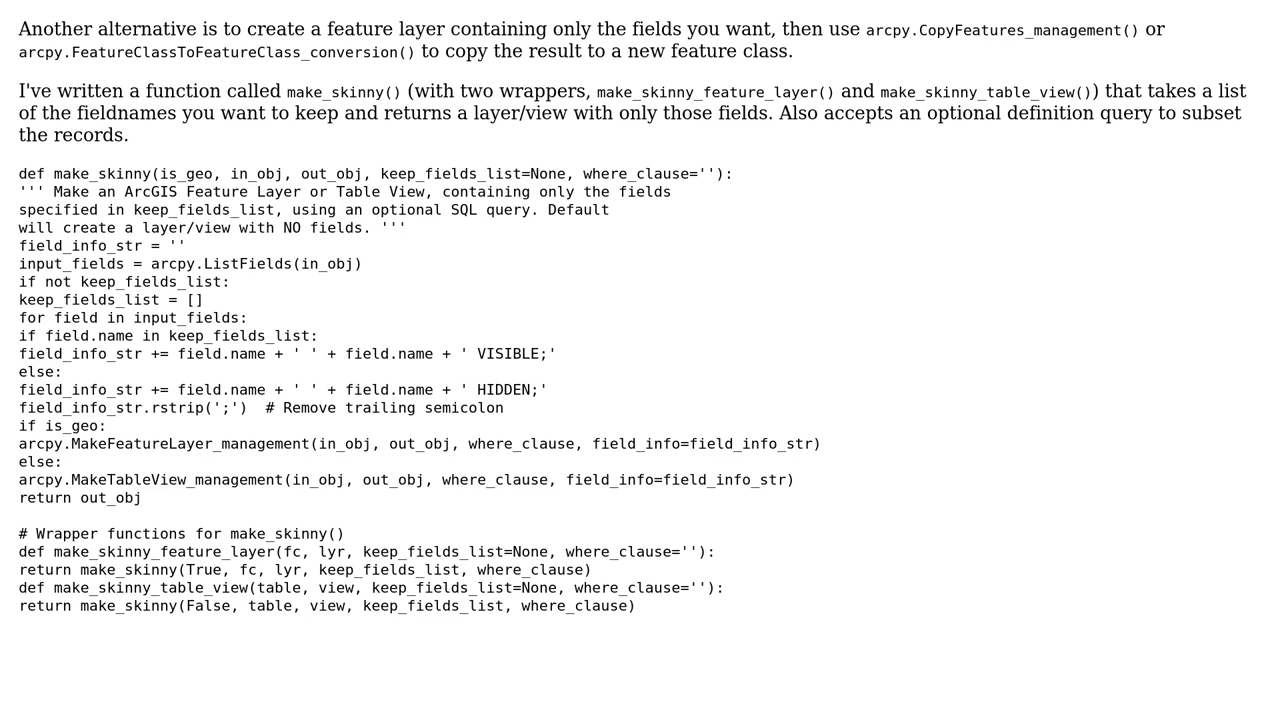 Another alternative is to create a feature layer containing only the fields you want, then use arcpy.CopyFeatures_management() or
arcpy.FeatureClassToFeatureClass_conversion() to copy the result to a new feature class.
I've written a function called make_skinny() (with two wrappers, make_skinny_feature_layer() and make_skinny_table_view()) that takes a list
of the fieldnames you want to keep and returns a layer/view with only those fields. Also accepts an optional definition query to subset
the records.
def make_skinny(is_geo, in_obj, out_obj, keep_fields_list=None, where_clause=''):
''' Make an ArcGIS Feature Layer or Table View, containing only the fields
specified in keep_fields_list, using an optional SQL query. Default
will create a layer/view with NO fields. '''
field_info_str = ''
input_fields = arcpy.ListFields(in_obj)
if not keep_fields_list:
keep_fields_list = []
for field in input_fields:
if field.name in keep_fields_list:
field_info_str += field.name + ' ' + field.name + ' VISIBLE;'
else:
field_info_str += field.name + ' ' + field.name + ' HIDDEN;'
field_info_str.rstrip(';')  # Remove trailing semicolon
if is_geo:
arcpy.MakeFeatureLayer_management(in_obj, out_obj, where_clause, field_info=field_info_str)
else:
arcpy.MakeTableView_management(in_obj, out_obj, where_clause, field_info=field_info_str)
return out_obj
# Wrapper functions for make_skinny()
def make_skinny_feature_layer(fc, lyr, keep_fields_list=None, where_clause=''):
return make_skinny(True, fc, lyr, keep_fields_list, where_clause)
def make_skinny_table_view(table, view, keep_fields_list=None, where_clause=''):
return make_skinny(False, table, view, keep_fields_list, where_clause)